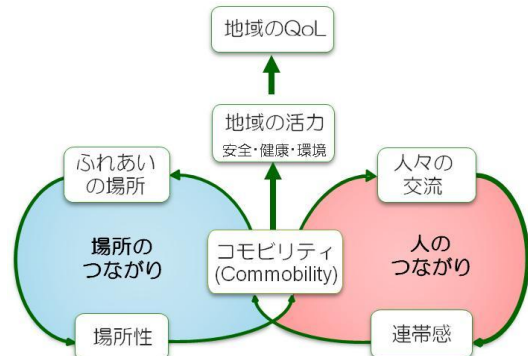 地域のQoL
地域の活力
安全・健康・環境
ふれあい
の場所
人々の
交流
場所の
つながり
コモビリティ
(Commobility)
人の
つながり
場所性
連帯感